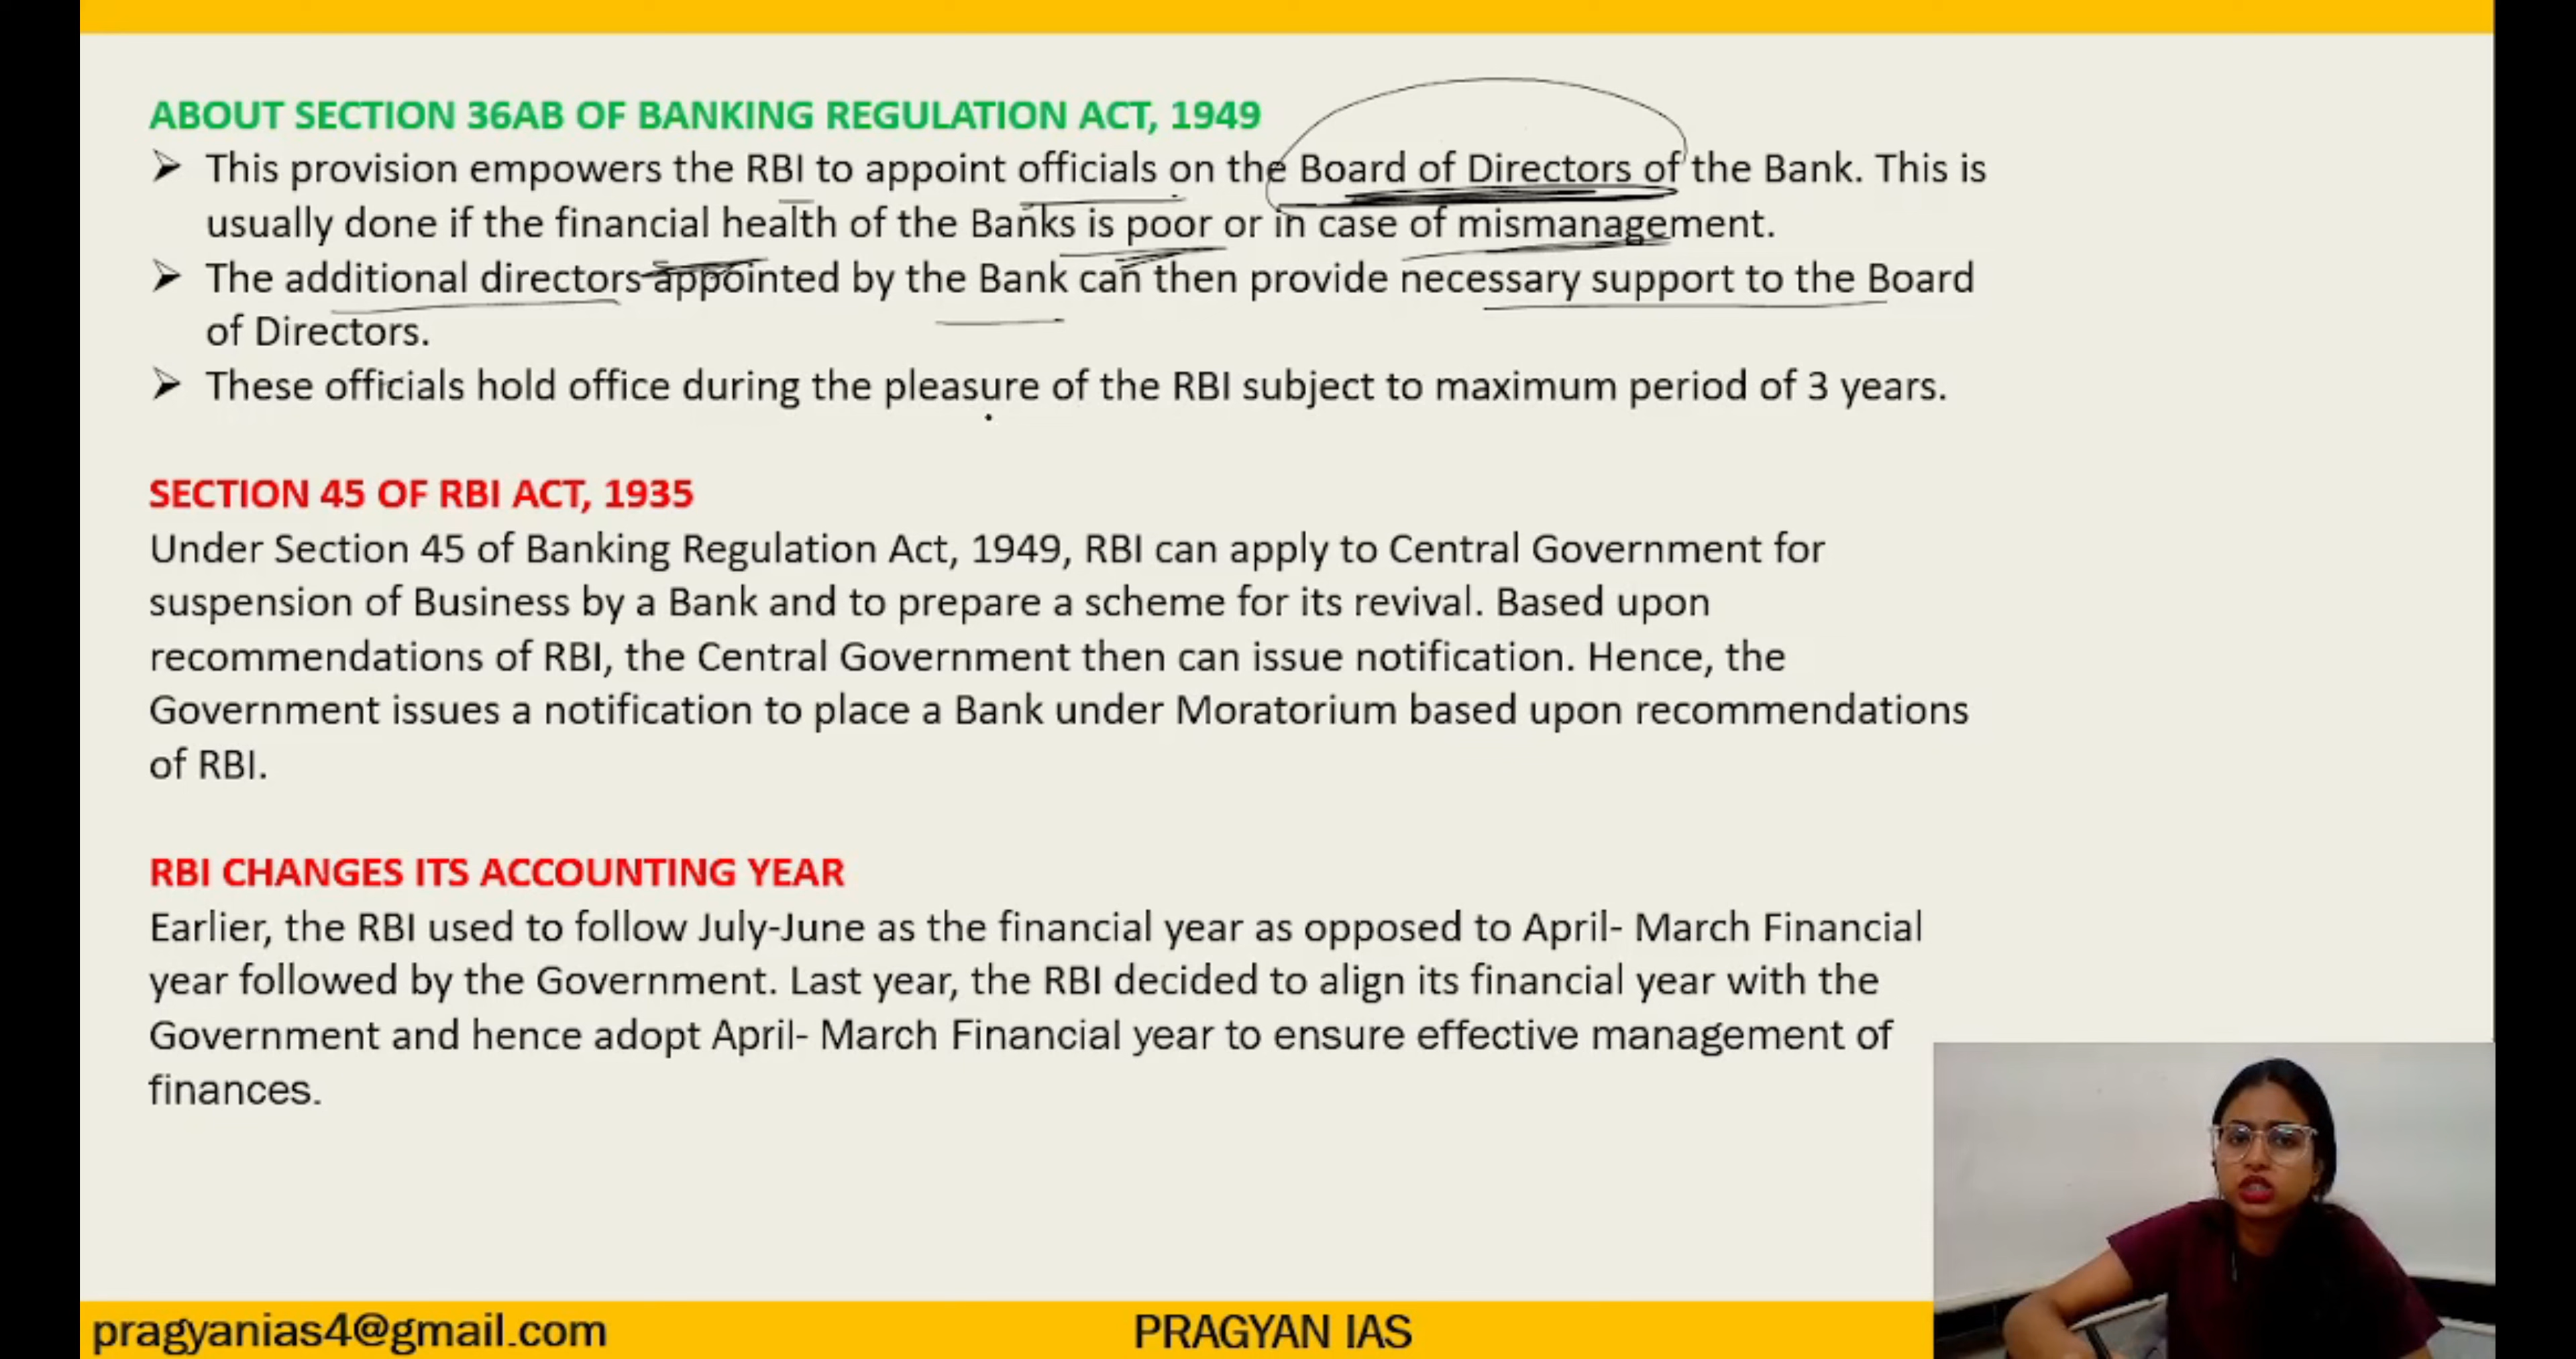 ABOUT SECTION 36AB OF BANKING REGULATION ACT, 1949
➢ This provision empowers the RBI to appoint officials on the Board of Directors of the Bank. This is
usually done if the financial health of the Banks is poor or in case of mismanagement.
➢ The additional directors appointed by the Bank can then provide necessary support to the Board
of Directors.
➢ These officials hold office during the pleasure of the RBI subject to maximum period of 3 years.
SECTION 45 OF RBI ACT, 1935
Under Section 45 of Banking Regulation Act, 1949, RBI can apply to Central Government for
suspension of Business by a Bank and to prepare a scheme for its revival. Based upon
recommendations of RBI, the Central Government then can issue notification. Hence, the
Government issues a notification to place a Bank under Moratorium based upon recommendations
of RBI.
RBI CHANGES ITS ACCOUNTING YEAR
Earlier, the RBI used to follow July-June as the financial year as opposed to April- March Financial
year followed by the Government. Last year, the RBI decided to align its financial year with the
Government and hence adopt April- March Financial year to ensure effective management of
finances.
pragyanias4@gmail.com
PRAGYAN IAS